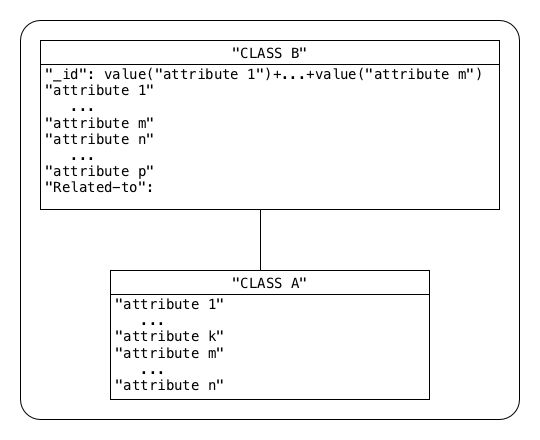 "CLASS B"
"_id": value("attribute 1")+...+value("attribute m")
"attribute 1"
...
"attribute m"
"attribute n"
...
"attribute p"
"Related-to":
"CLASS A"
"attribute 1"
...
"attribute k"
"attribute m"
...
"attribute n"